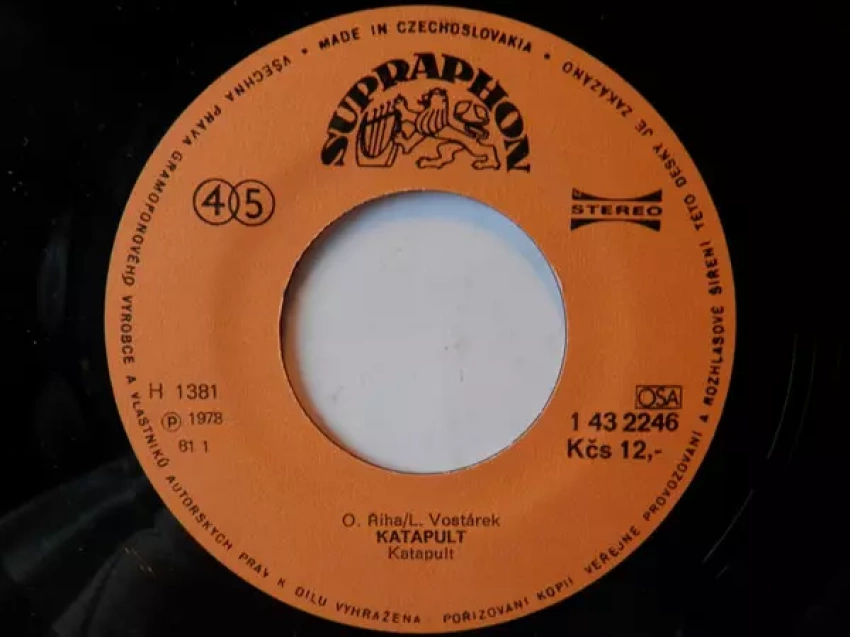 VŠECHNA PRÁVA GRAMOFONOVÉHO VÝROBCE A VLASTNÍKŮ AUTORSKÝCH PRÁV K DÍLU VYHRAŽENA · POŘIZOVÁNÍ KOPIÍ VEŘEJNÉ PROVOZOVÁNÍ A ROZHLASOVÉ ŠÍŘENÍ TÉTO DESKY JE ZAKÁZÁNO
• MADE IN CZECHOSLOVAKIA •
SUPRAPHON
45
STEREO
H 1381
Ⓟ 1978
81 1
OSA
1 43 2246
Kčs 12,-
O. Říha/L. Vostárek
KATAPULT
Katapult